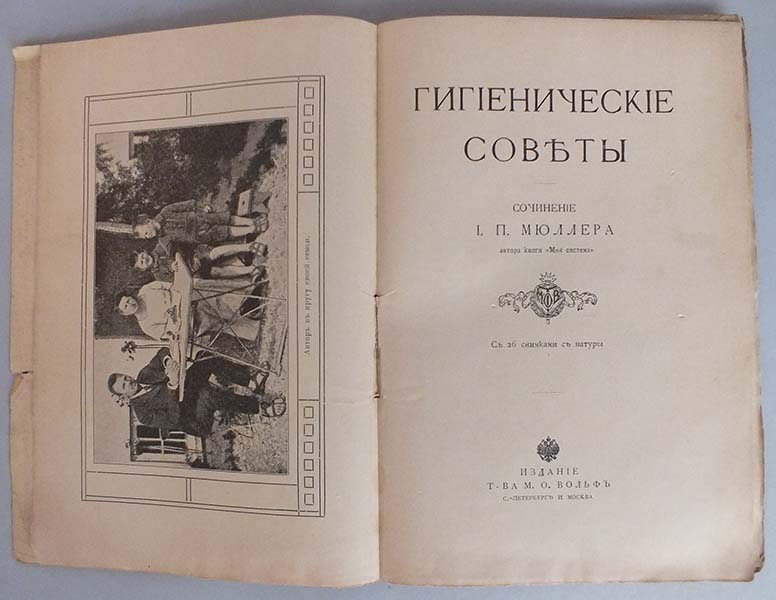 Авторъ въ кругу своей семьи.
ГИГІЕНИЧЕСКІЕ
СОВѢТЫ
СОЧИНЕНІЕ
І. П. МЮЛЛЕРА
автора книги «Моя система»
М Ф В
Съ 26 снимками съ натуры
ИЗДАНІЕ
Т-ВА М. О. ВОЛЬФЪ
С.-ПЕТЕРБУРГЪ И МОСКВА